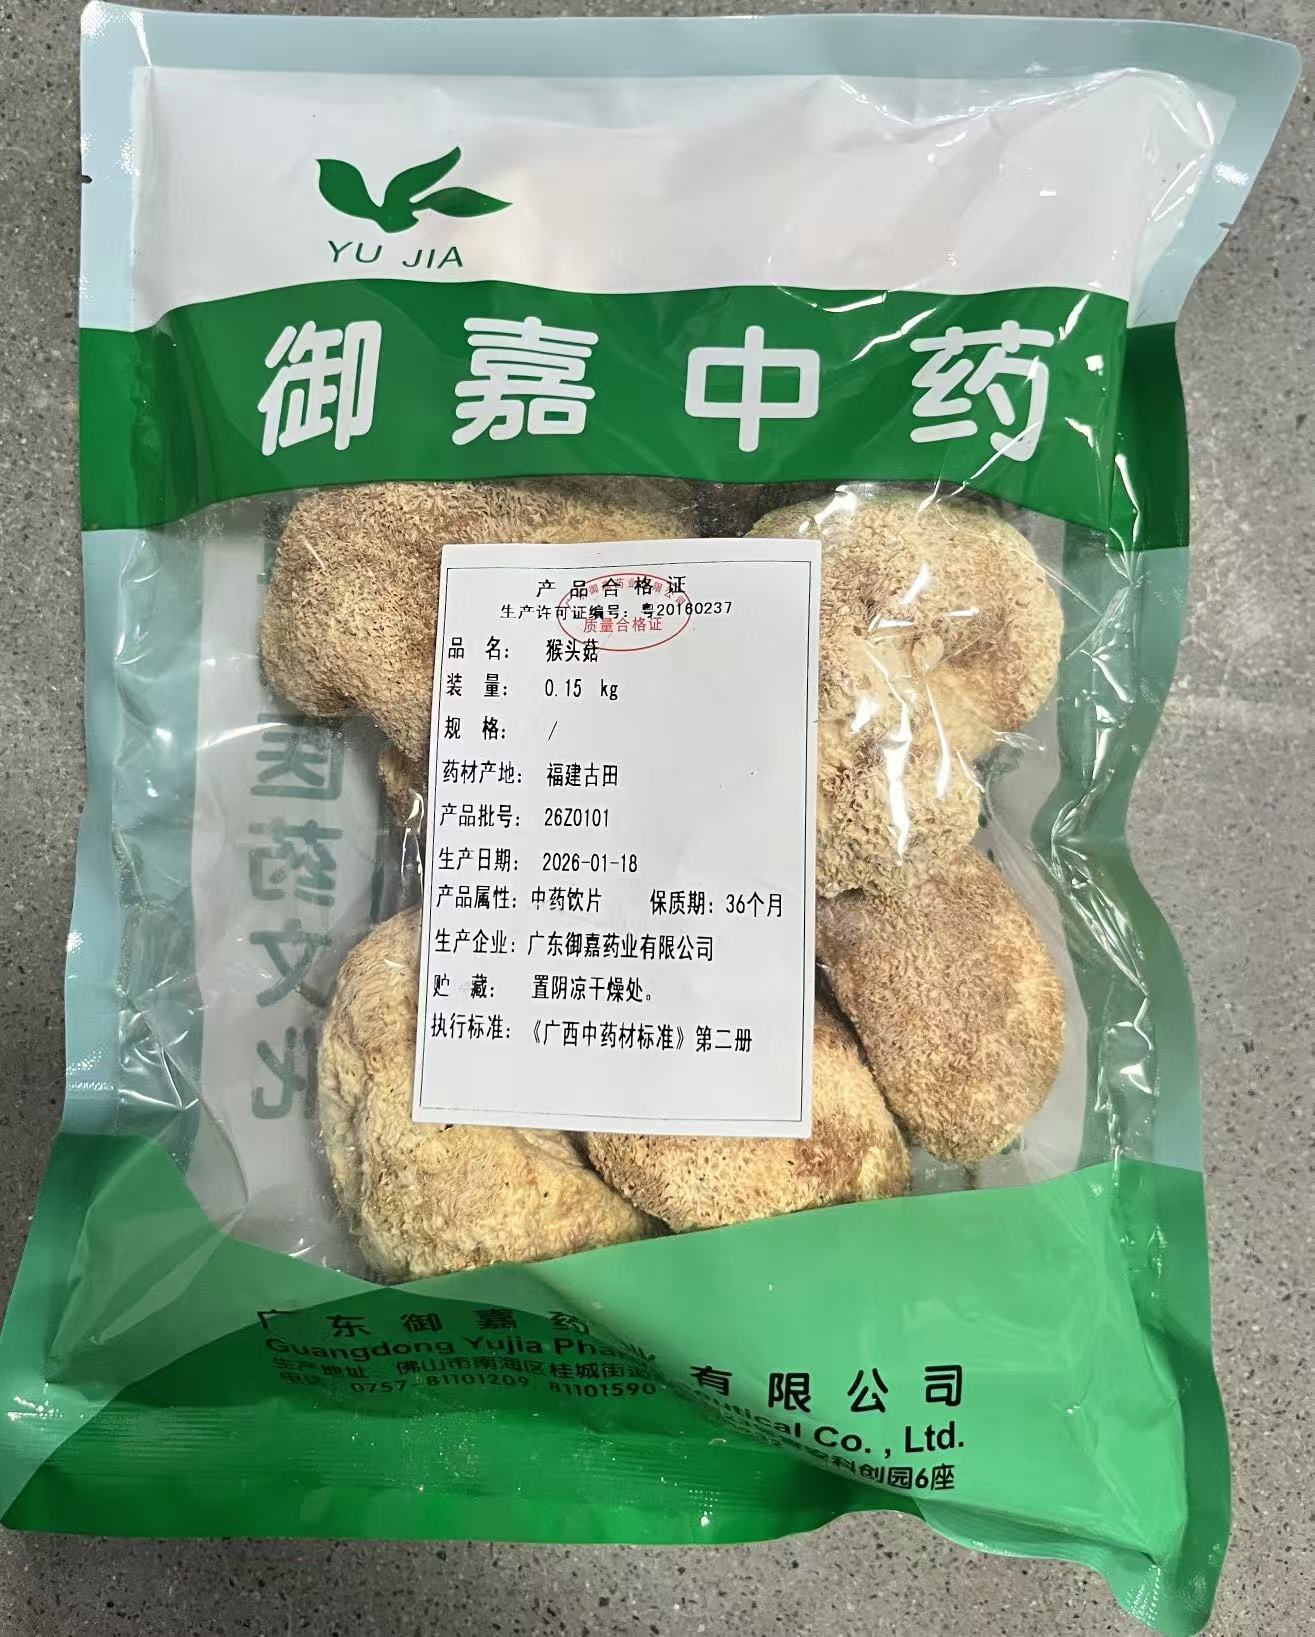 YU JIA
御嘉中药
产品合格证
生产许可证编号：粤20160237
质量合格证
品 名： 猴头菇
装 量： 0.15 kg
规 格： /
药材产地： 福建古田
产品批号： 26Z0101
生产日期： 2026-01-18
产品属性：中药饮片 保质期：36个月
生产企业：广东御嘉药业有限公司
贮 藏： 置阴凉干燥处。
执行标准：《广西中药材标准》第二册
医药文化
广东御嘉药 有限公司
Guangdong Yujia Pha utical Co. , Ltd.
生产地址 佛山市南海区桂城街道 科创园6座
电话：0757 81101209 81101590